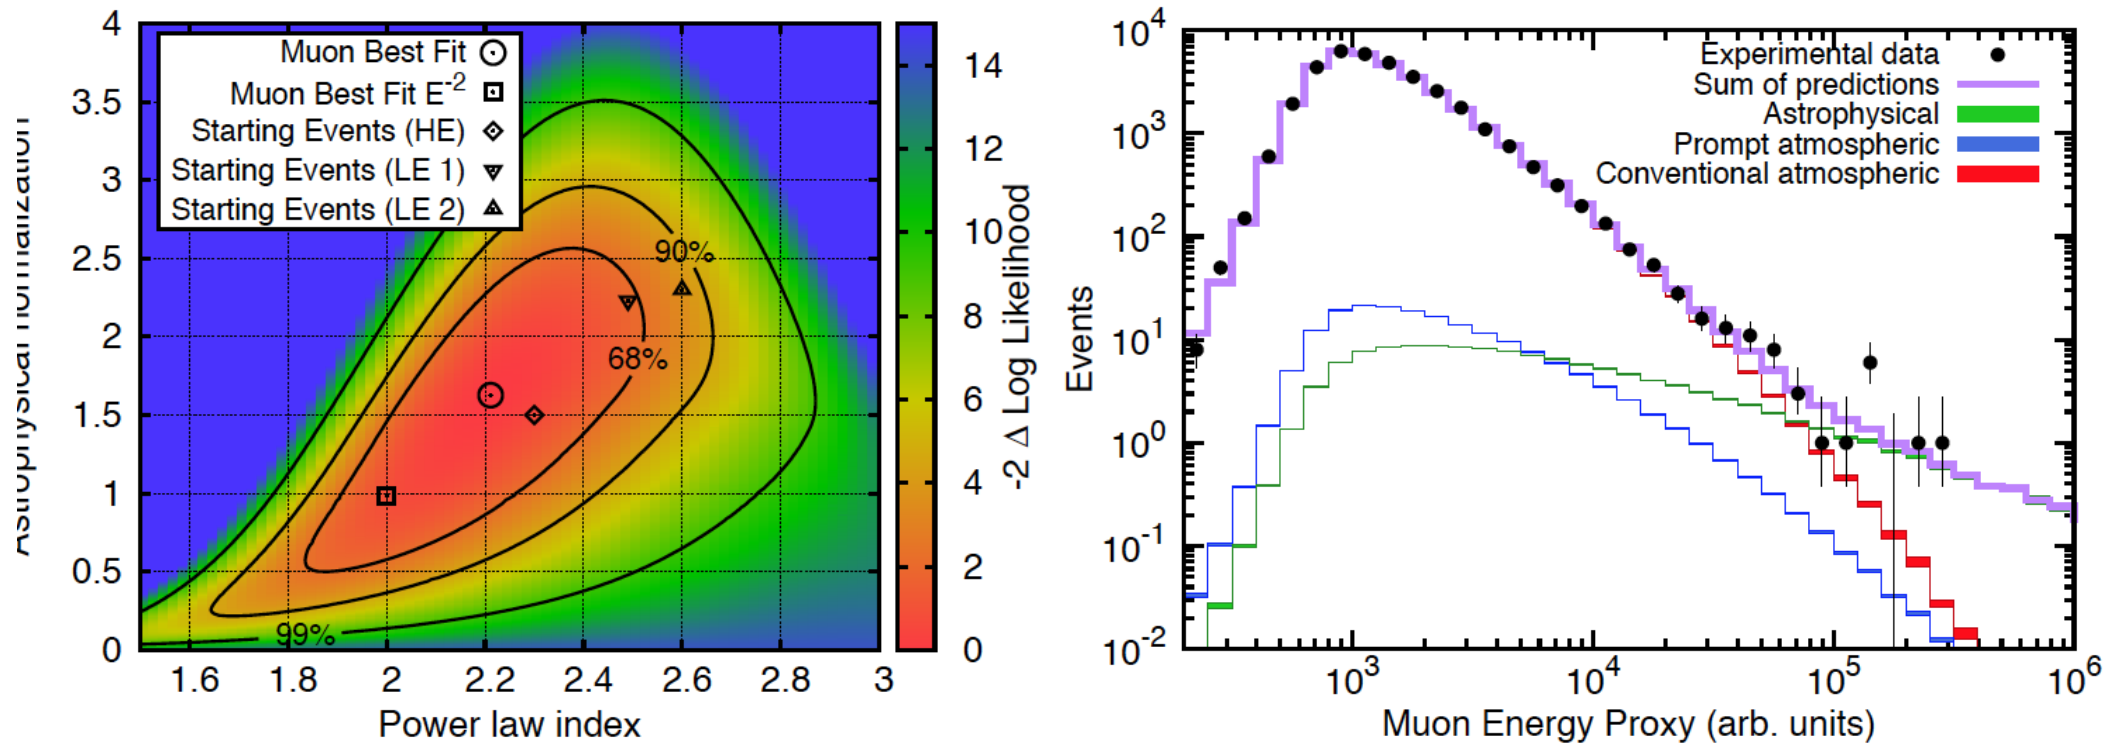 4
3.5
3
2.5
2
1.5
1
0.5
0
Astrophysical normalization
Muon Best Fit
Muon Best Fit E-2
Starting Events (HE)
Starting Events (LE 1)
Starting Events (LE 2)
90%
68%
99%
1.6 1.8 2 2.2 2.4 2.6 2.8 3
Power law index
14
12
10
8
6
4
2
0
-2 Δ Log Likelihood
10^4
10^3
10^2
10^1
10^0
10^-1
10^-2
Events
Experimental data
Sum of predictions
Astrophysical
Prompt atmospheric
Conventional atmospheric
10^3 10^4 10^5 10^6
Muon Energy Proxy (arb. units)